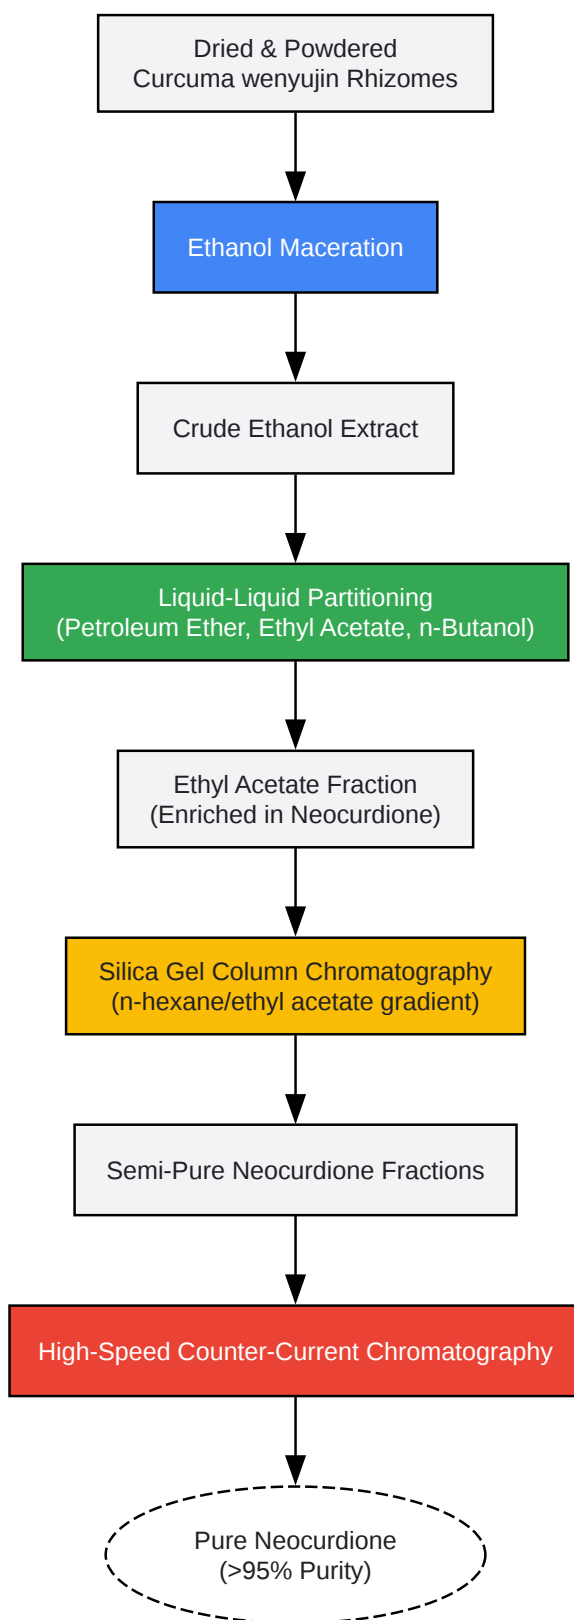 Dried & Powdered
Curcuma wenyujin Rhizomes
Ethanol Maceration
Crude Ethanol Extract
Liquid-Liquid Partitioning
(Petroleum Ether, Ethyl Acetate, n-Butanol)
Ethyl Acetate Fraction
(Enriched in Neocurdione)
Silica Gel Column Chromatography
(n-hexane/ethyl acetate gradient)
Semi-Pure Neocurdione Fractions
High-Speed Counter-Current Chromatography
Pure Neocurdione
(>95% Purity)